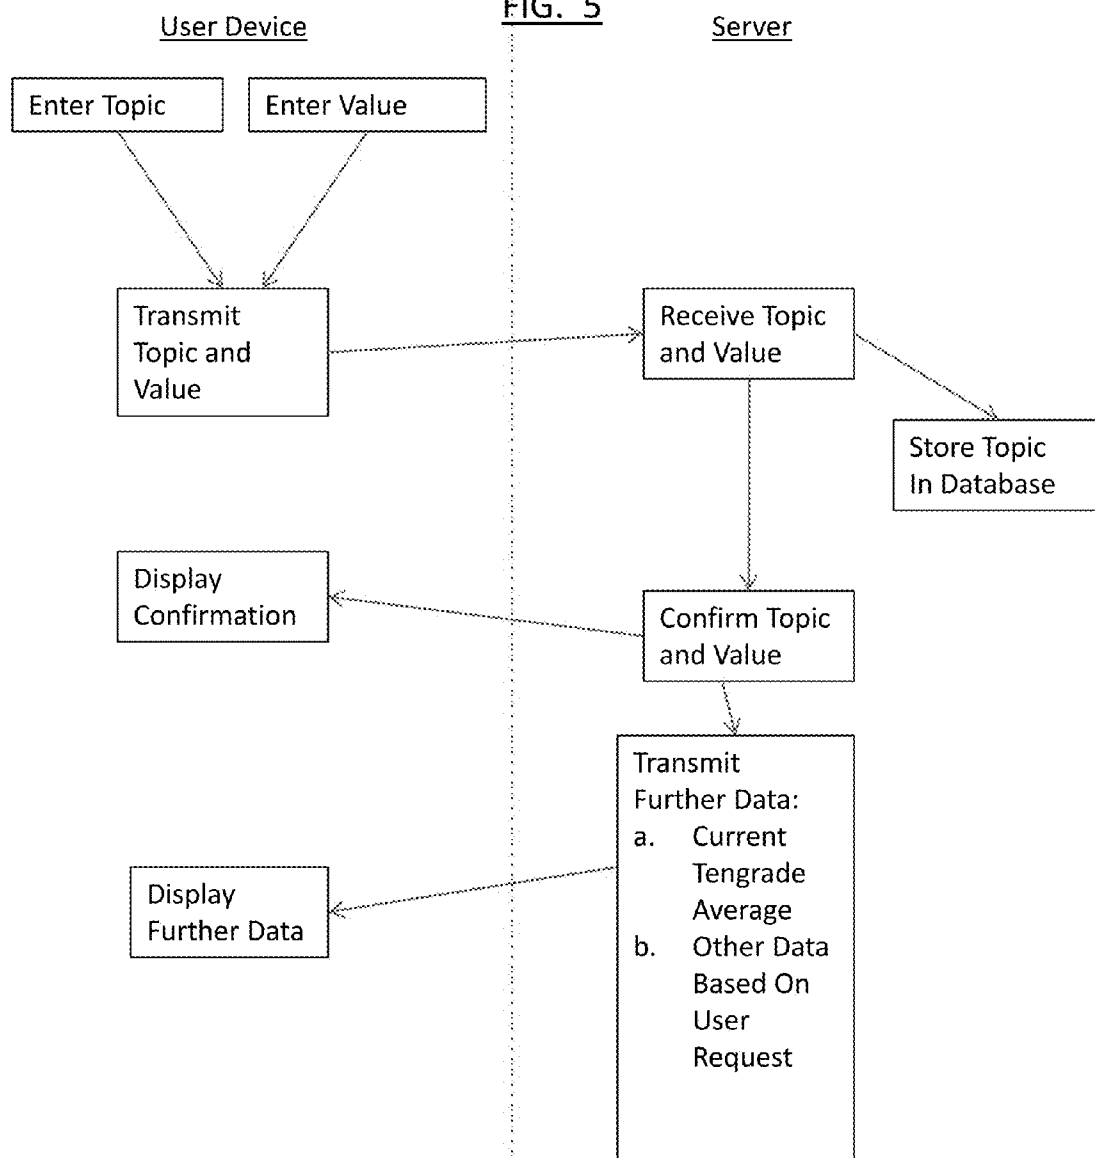 FIG. 5
User Device
Server
Enter Topic
Enter Value
Transmit
Topic and
Value
Receive Topic
and Value
Store Topic
In Database
Display
Confirmation
Confirm Topic
and Value
Transmit
Further Data:
a. Current
Tengrade
Average
b. Other Data
Based On
User
Request
Display
Further Data